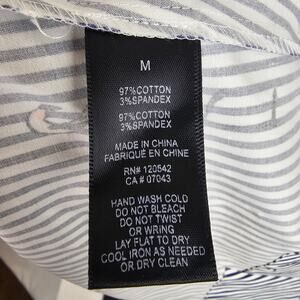 M
97%COTTON
3%SPANDEX
97%COTTON
3%SPANDEX
MADE IN CHINA
FABRIQUÉ EN CHINE
RN# 120542
CA # 07043
HAND WASH COLD
DO NOT BLEACH
DO NOT TWIST
OR WRING
LAY FLAT TO DRY
COOL IRON AS NEEDED
OR DRY CLEAN